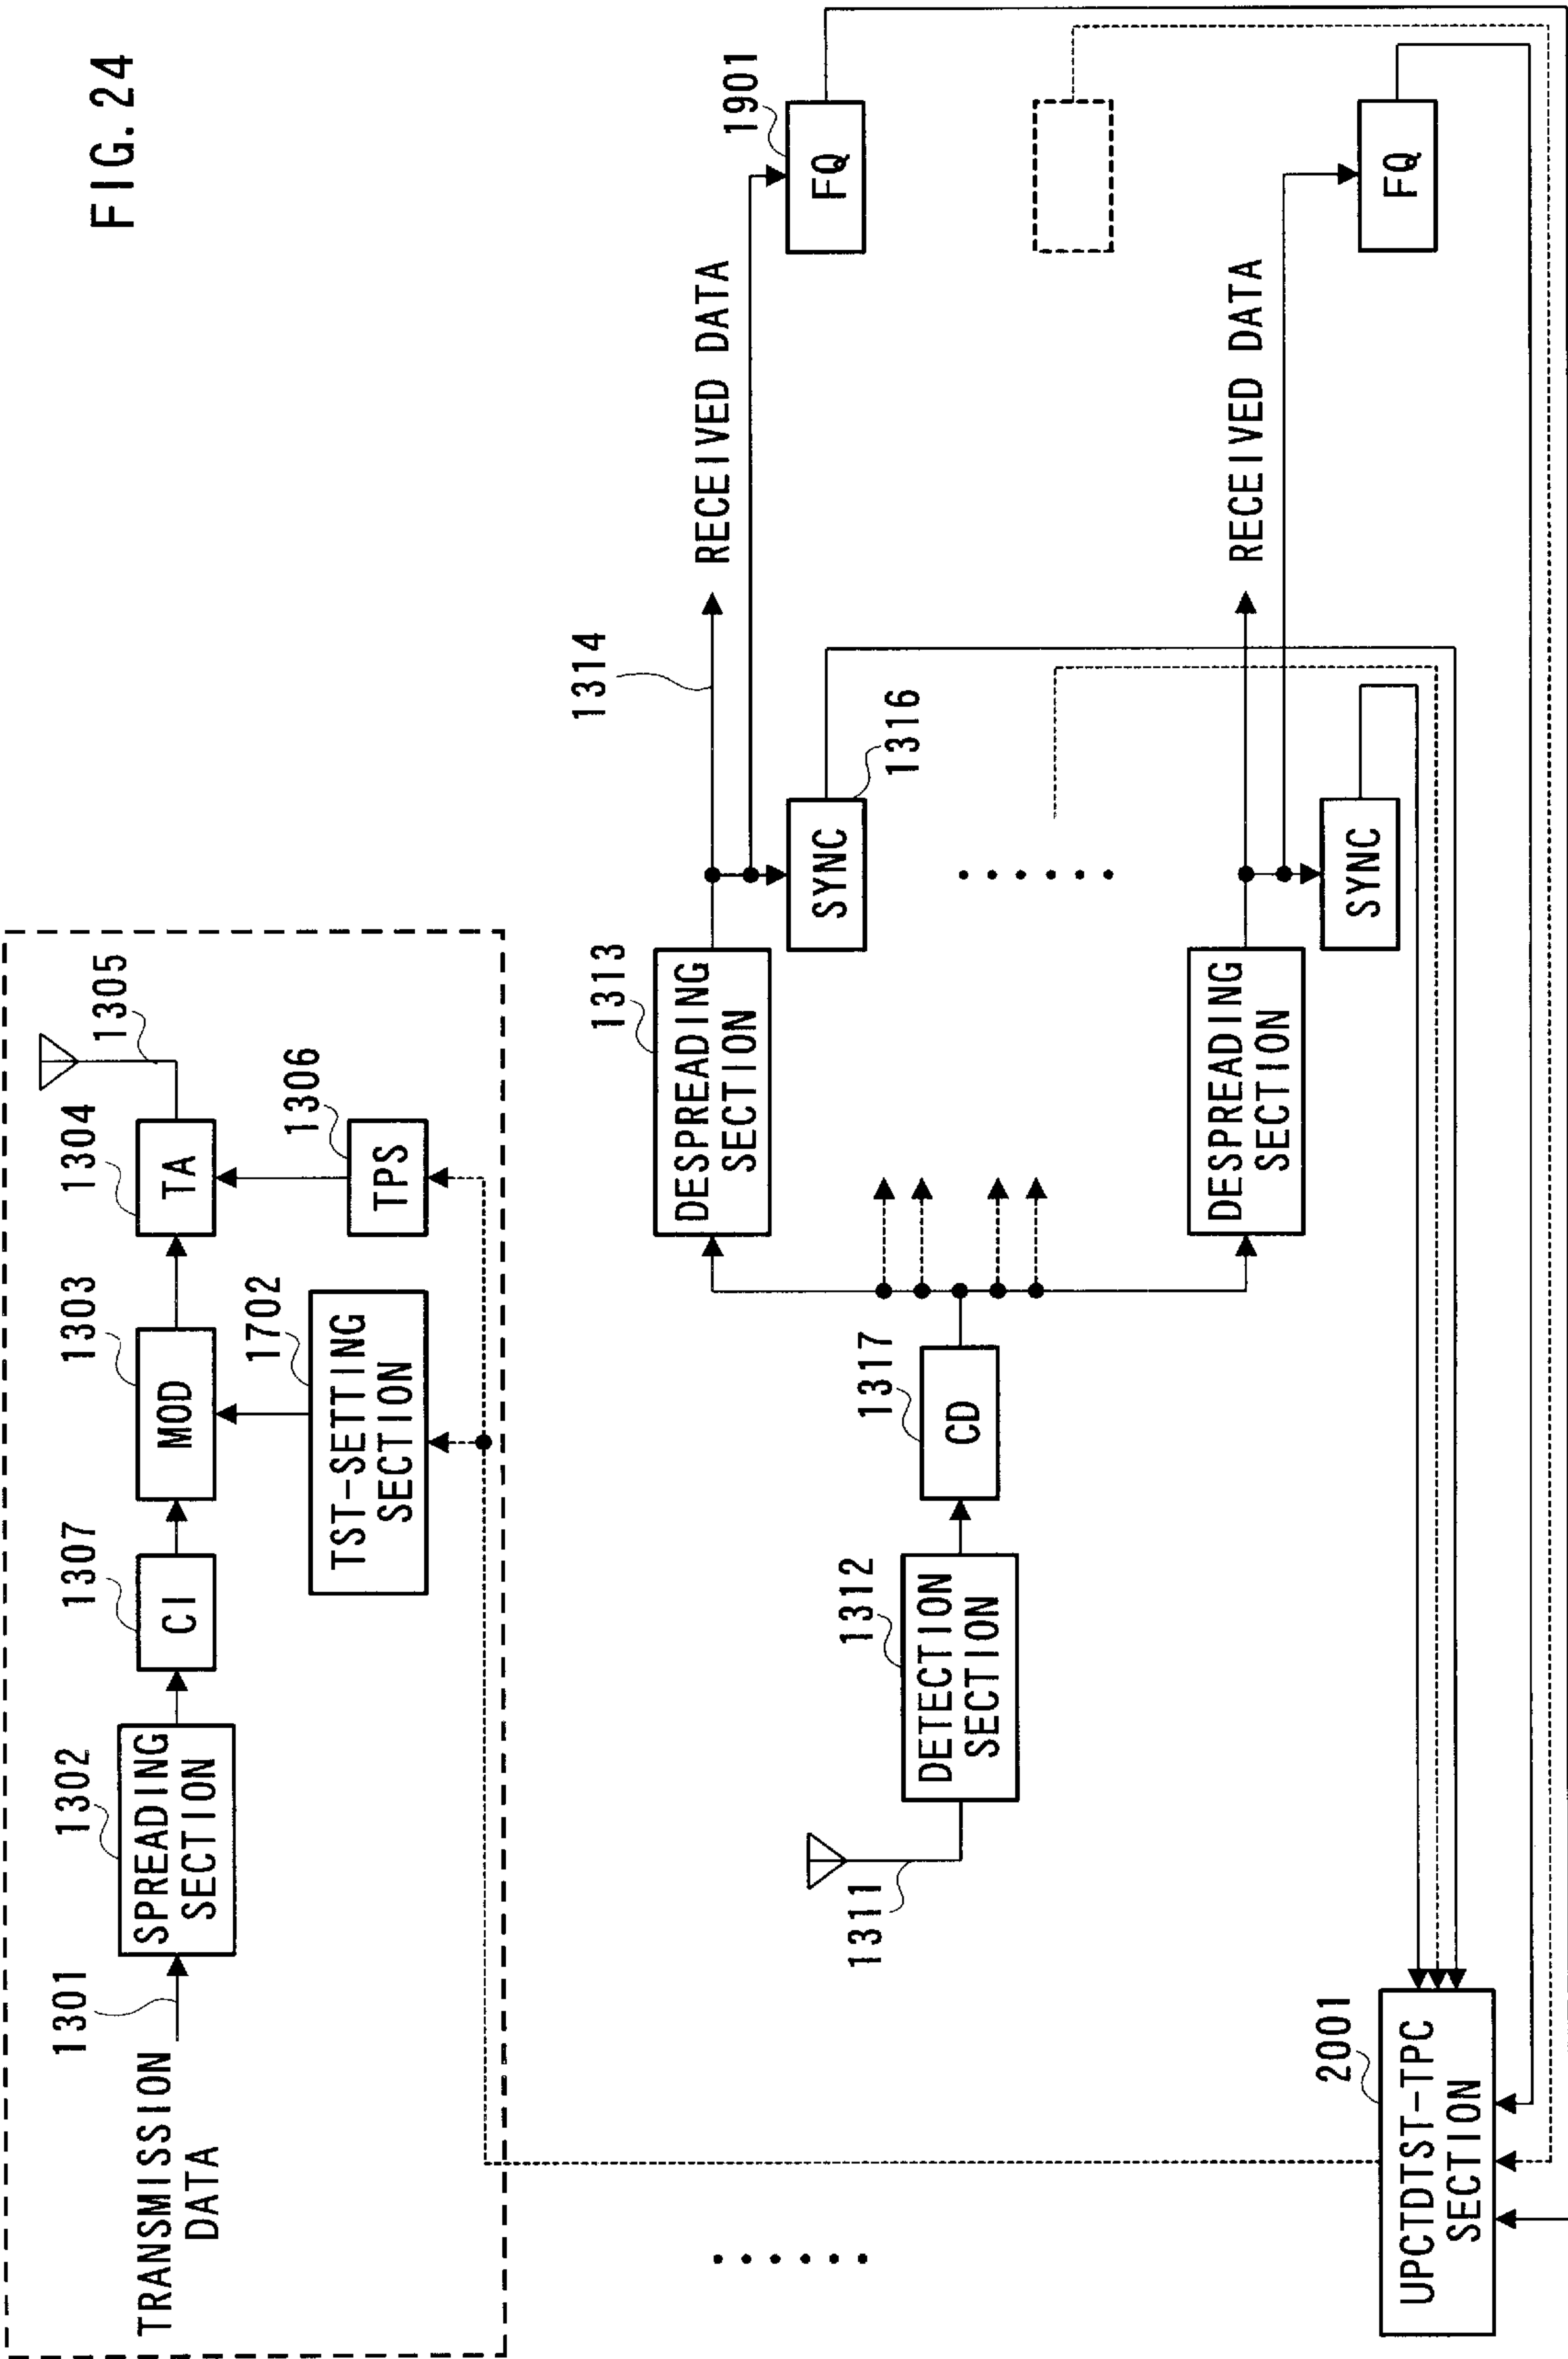 FIG. 24
1301
TRANSMISSION
DATA
1302
SPREADING
SECTION
1307
CI
1303
MOD
1304
TA
1305
1702
TST-SETTING
SECTION
1306
TPS
1311
1312
DETECTION
SECTION
1317
CD
1313
DESPREADING
SECTION
1314
RECEIVED DATA
SYNC
1316
1901
FQ
DESPREADING
SECTION
RECEIVED DATA
SYNC
FQ
2001
UPCTDTST-TPC
SECTION